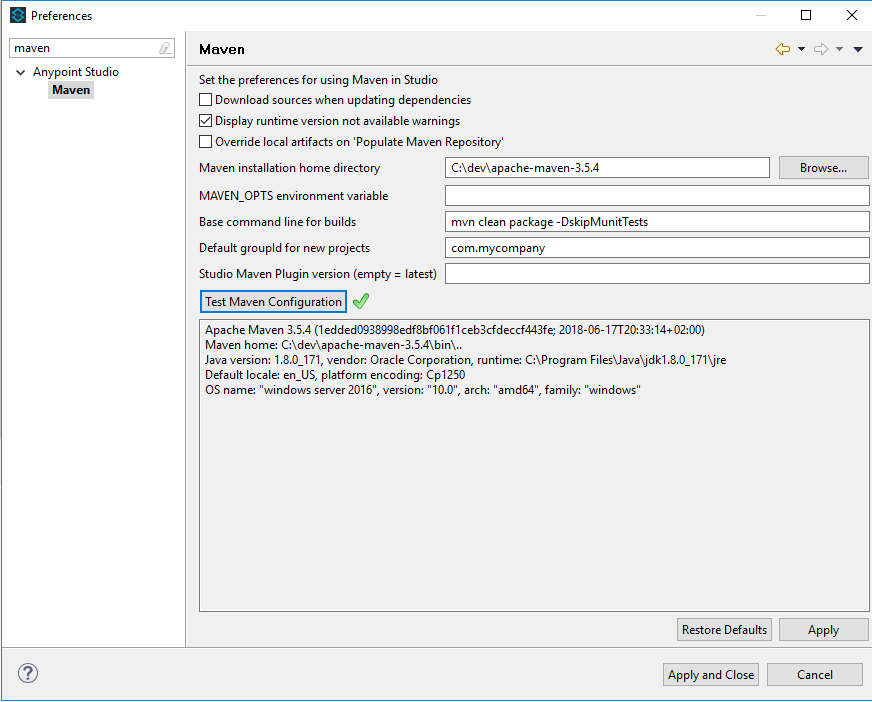 Preferences
maven
Anypoint Studio
Maven
Maven
Set the preferences for using Maven in Studio
Download sources when updating dependencies
Display runtime version not available warnings
Override local artifacts on 'Populate Maven Repository'
Maven installation home directory C:\dev\apache-maven-3.5.4 Browse...
MAVEN_OPTS environment variable
Base command line for builds mvn clean package -DskipMunitTests
Default groupId for new projects com.mycompany
Studio Maven Plugin version (empty = latest)
Test Maven Configuration
Apache Maven 3.5.4 (1edded0938998edf8bf061f1ceb3cfdeccf443fe; 2018-06-17T20:33:14+02:00)
Maven home: C:\dev\apache-maven-3.5.4\bin\..
Java version: 1.8.0_171, vendor: Oracle Corporation, runtime: C:\Program Files\Java\jdk1.8.0_171\jre
Default locale: en_US, platform encoding: Cp1250
OS name: "windows server 2016", version: "10.0", arch: "amd64", family: "windows"
Restore Defaults Apply
? Apply and Close Cancel